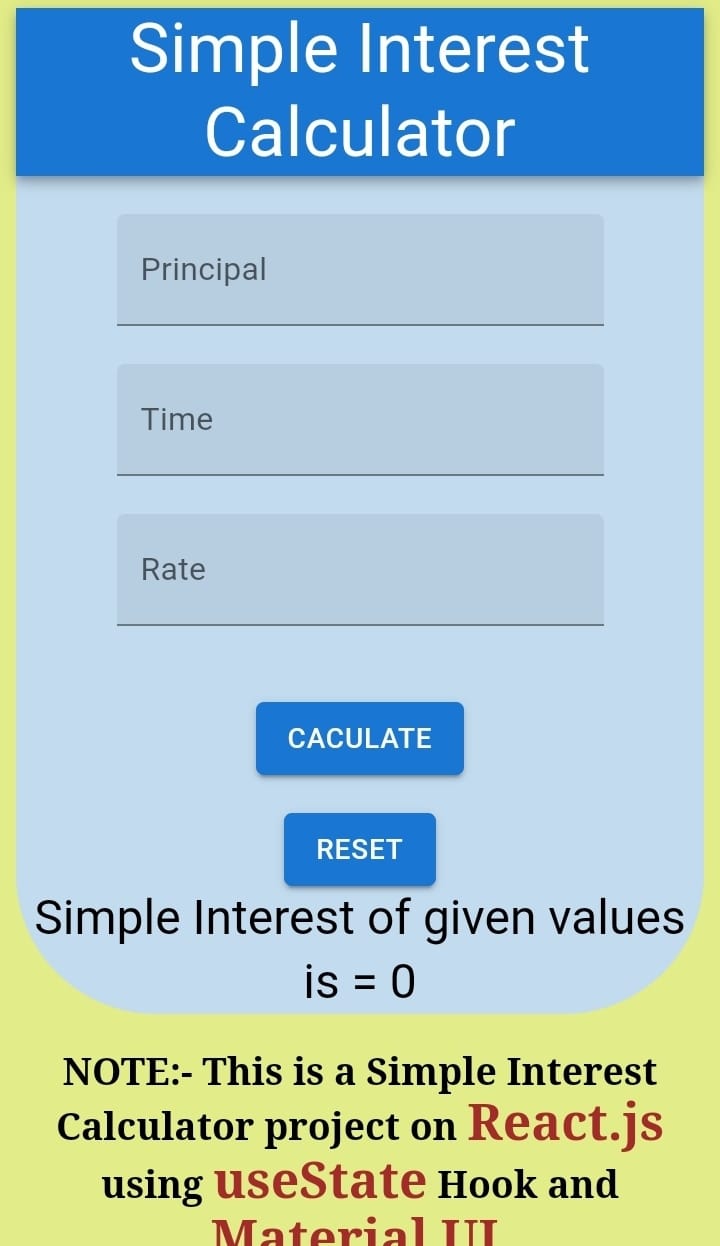 Simple Interest
Calculator
Principal
Time
Rate
CACULATE
RESET
Simple Interest of given values
is = 0
NOTE:- This is a Simple Interest
Calculator project on React.js
using useState Hook and
Material UI